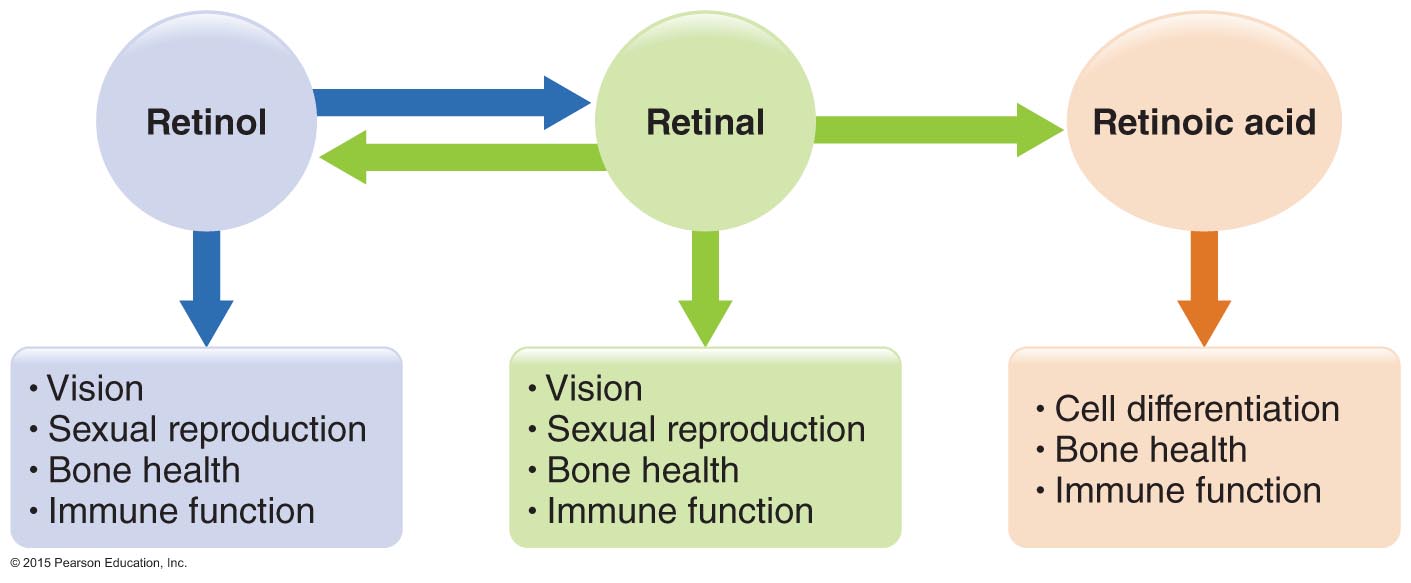 Retinol
Retinal
Retinoic acid
• Vision
• Sexual reproduction
• Bone health
• Immune function
• Vision
• Sexual reproduction
• Bone health
• Immune function
• Cell differentiation
• Bone health
• Immune function
© 2015 Pearson Education, Inc.